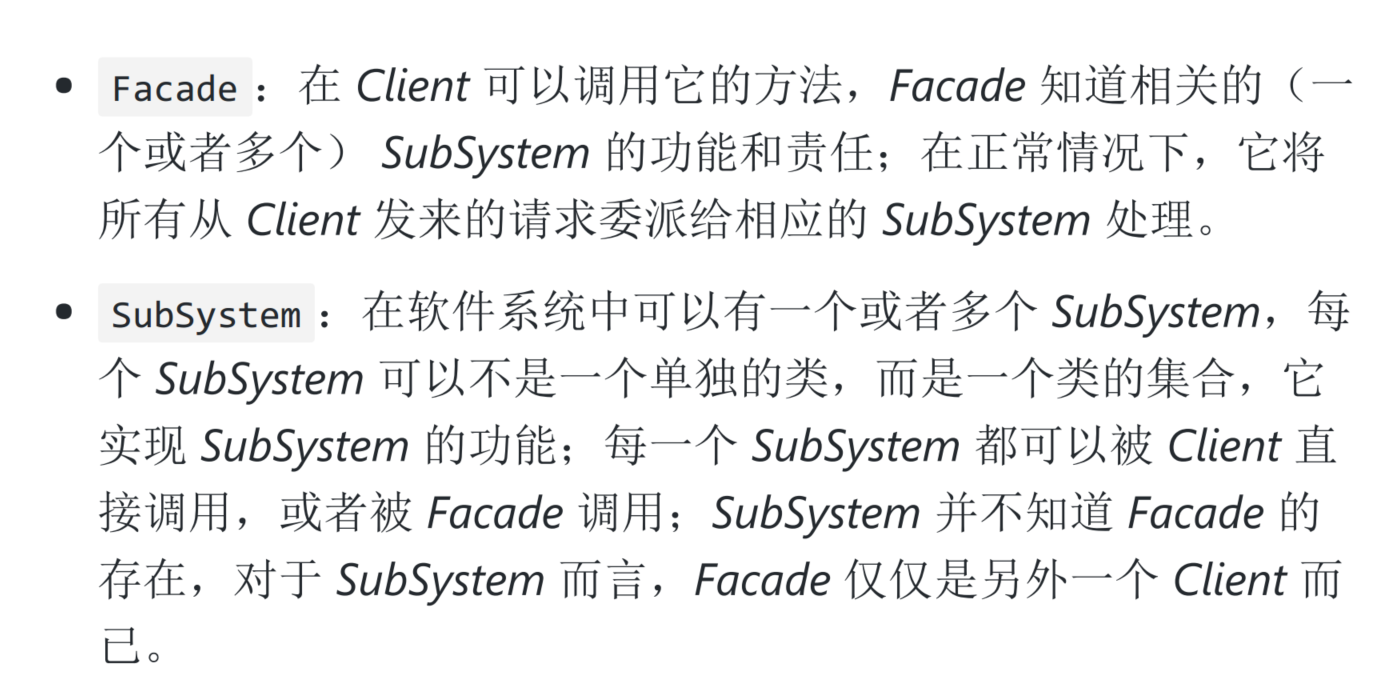 • Facade：在 Client 可以调用它的方法，Facade 知道相关的（一
个或者多个） SubSystem 的功能和责任；在正常情况下，它将
所有从 Client 发来的请求委派给相应的 SubSystem 处理。
• SubSystem：在软件系统中可以有一个或者多个 SubSystem，每
个 SubSystem 可以不是一个单独的类，而是一个类的集合，它
实现 SubSystem 的功能；每一个 SubSystem 都可以被 Client 直
接调用，或者被 Facade 调用；SubSystem 并不知道 Facade 的
存在，对于 SubSystem 而言，Facade 仅仅是另外一个 Client 而
已。